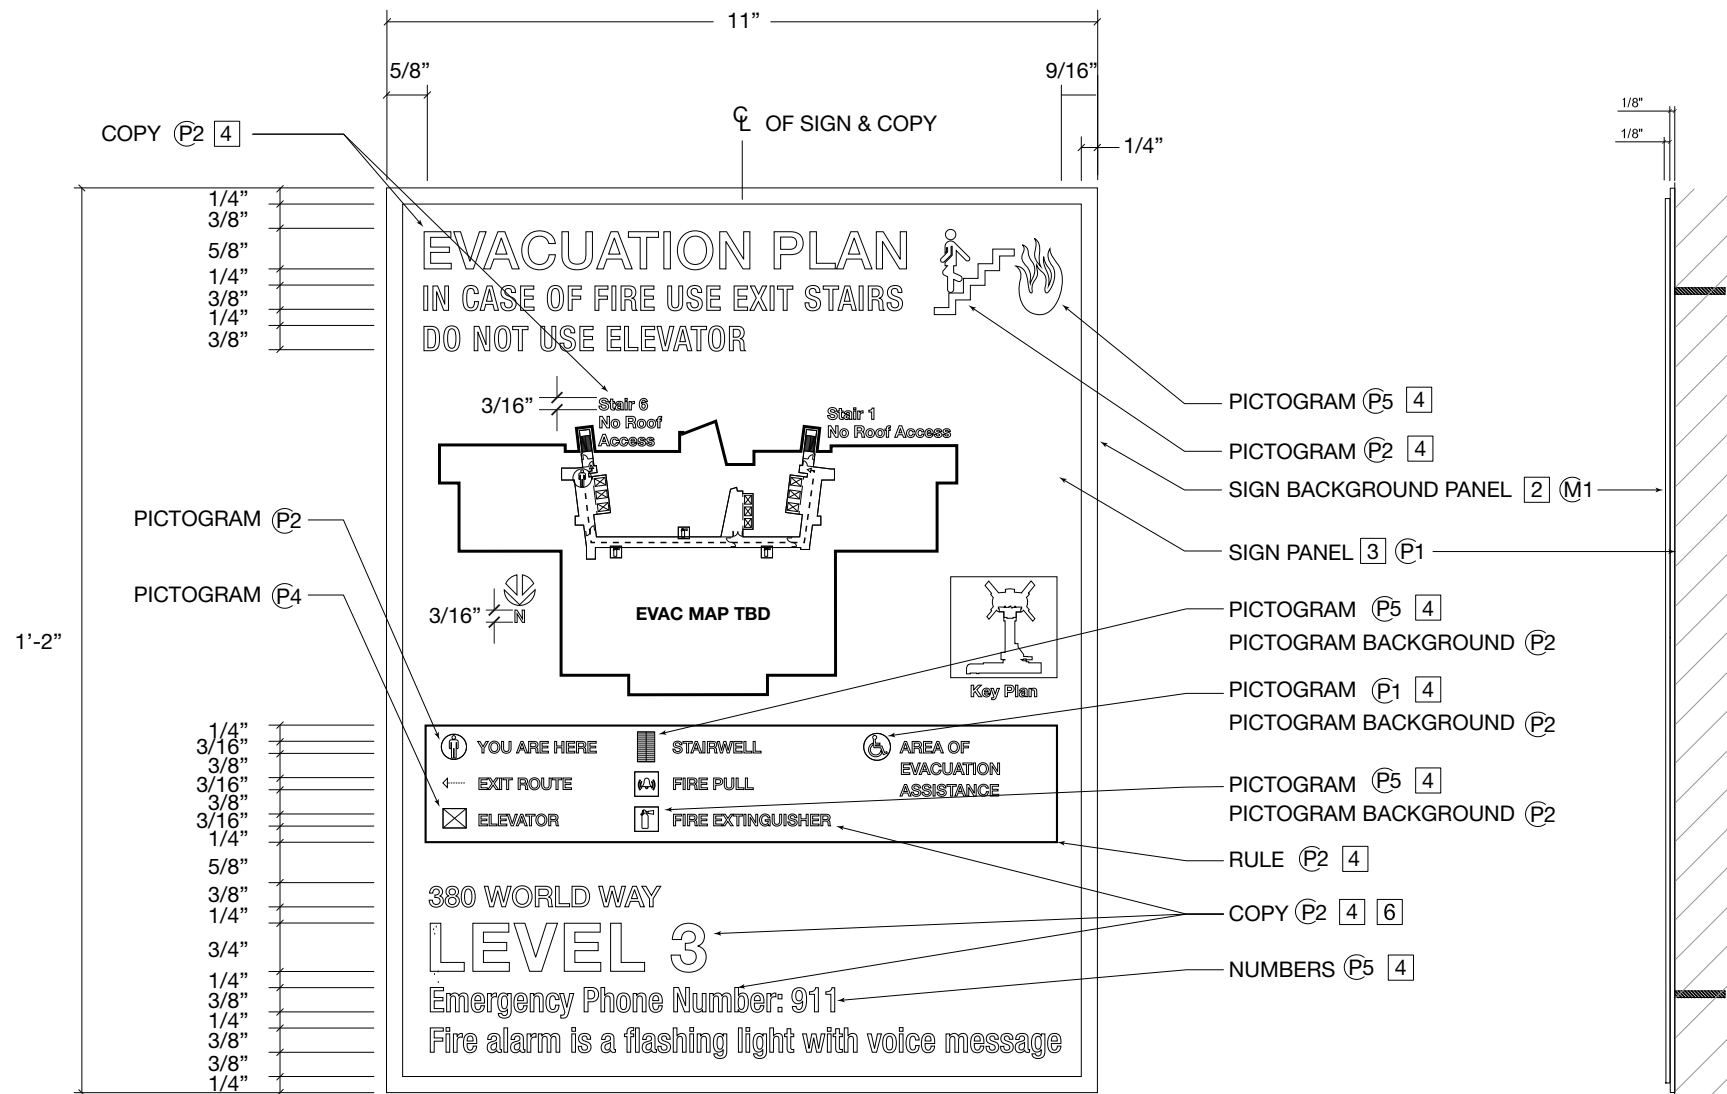 11”
5/8”
9/16”
1/8"
COPY P2 4
℄ OF SIGN & COPY
1/4”
1/8"
1/4”
3/8”
5/8”
1/4”
3/8”
1/4”
3/8”
EVACUATION PLAN
IN CASE OF FIRE USE EXIT STAIRS
DO NOT USE ELEVATOR
3/16”
Stair 6
No Roof
Access
Stair 1
No Roof Access
PICTOGRAM P5 4
PICTOGRAM P2 4
SIGN BACKGROUND PANEL 2 M1
SIGN PANEL 3 P1
PICTOGRAM P2
PICTOGRAM P4
3/16”
N
EVAC MAP TBD
Key Plan
1’-2”
PICTOGRAM P5 4
PICTOGRAM BACKGROUND P2
PICTOGRAM P1 4
PICTOGRAM BACKGROUND P2
PICTOGRAM P5 4
PICTOGRAM BACKGROUND P2
RULE P2 4
COPY P2 4 6
NUMBERS P5 4
1/4”
3/16”
3/8”
3/16”
3/8”
3/16”
1/4”
5/8”
3/8”
1/4”
3/4”
1/4”
3/8”
1/4”
3/8”
3/8”
1/4”
YOU ARE HERE
EXIT ROUTE
ELEVATOR
STAIRWELL
FIRE PULL
FIRE EXTINGUISHER
AREA OF
EVACUATION
ASSISTANCE
380 WORLD WAY
LEVEL 3
Emergency Phone Number: 911
Fire alarm is a flashing light with voice message